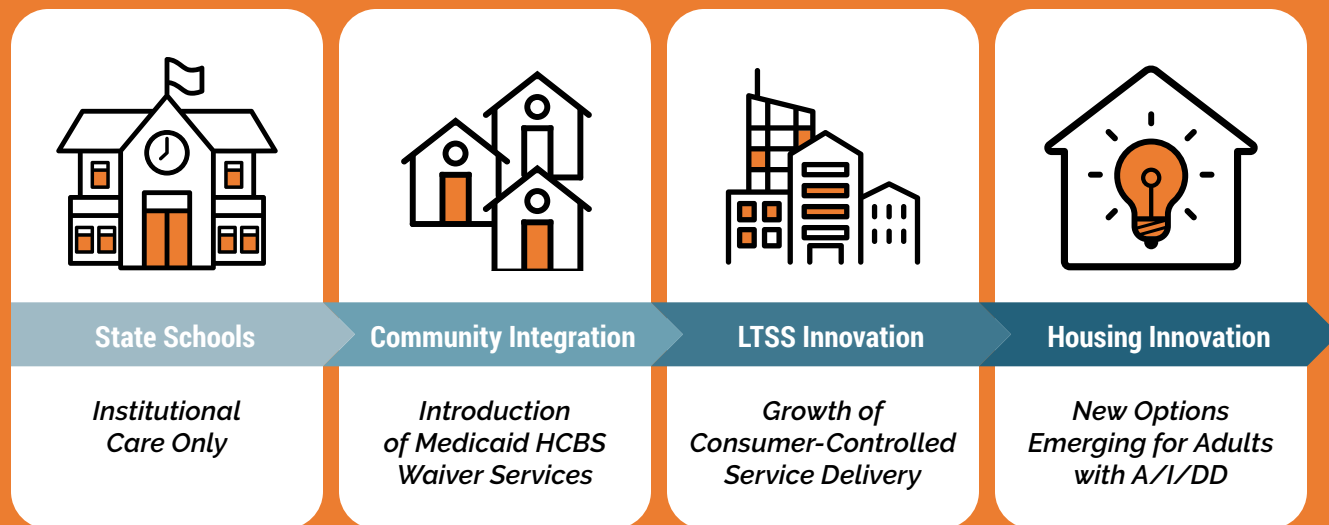 State Schools
Institutional
Care Only
Community Integration
Introduction
of Medicaid HCBS
Waiver Services
LTSS Innovation
Growth of
Consumer-Controlled
Service Delivery
Housing Innovation
New Options
Emerging for Adults
with A/I/DD